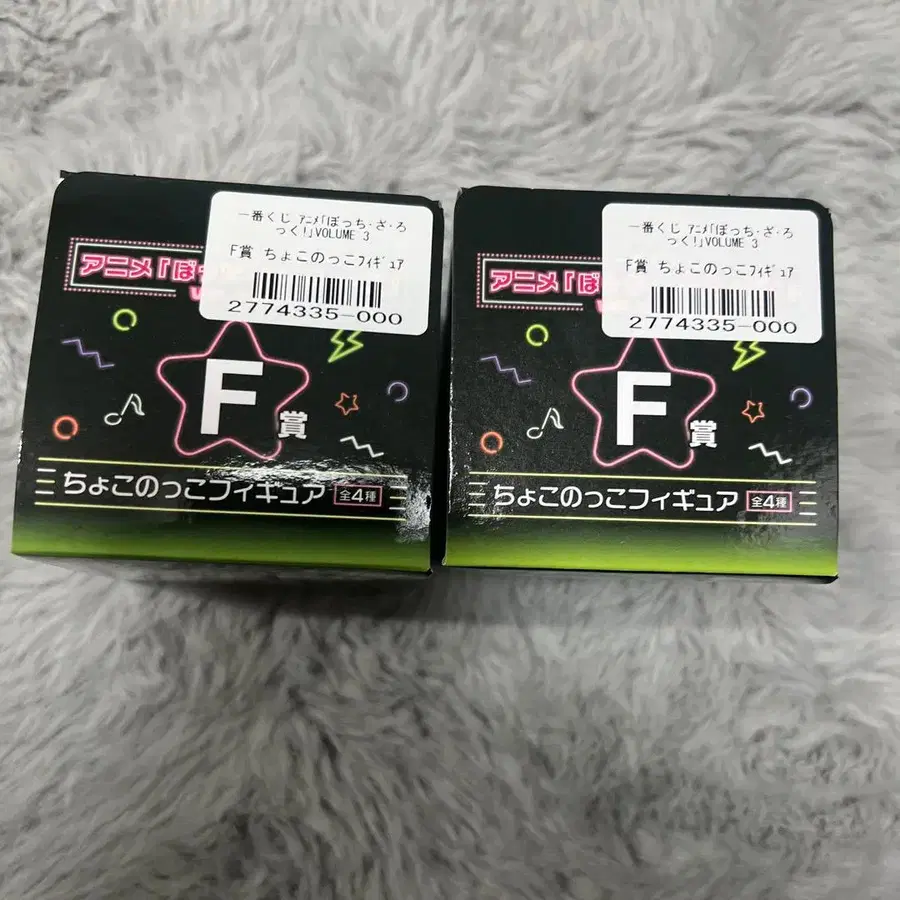 一番くじ アニメ「ぼっち・ざ・ろ
っく!」VOLUME 3
F賞 ちょこのっこフィギュア
2774335-000
アニメ「ぼっ
F賞
ちょこのっこフィギュア 全4種
一番くじ アニメ「ぼっち・ざ・ろ
っく!」VOLUME 3
F賞 ちょこのっこフィギュア
2774335-000
アニメ「ぼ
F賞
ちょこのっこフィギュア 全4種